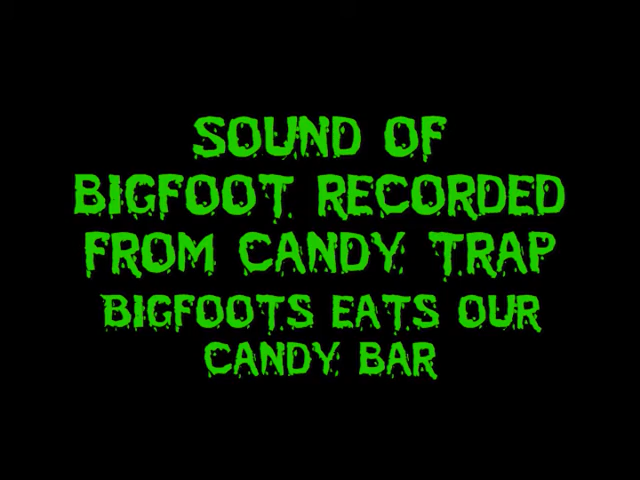 SOUND OF
BIGFOOT RECORDED
FROM CANDY TRAP
BIGFOOTS EATS OUR
CANDY BAR